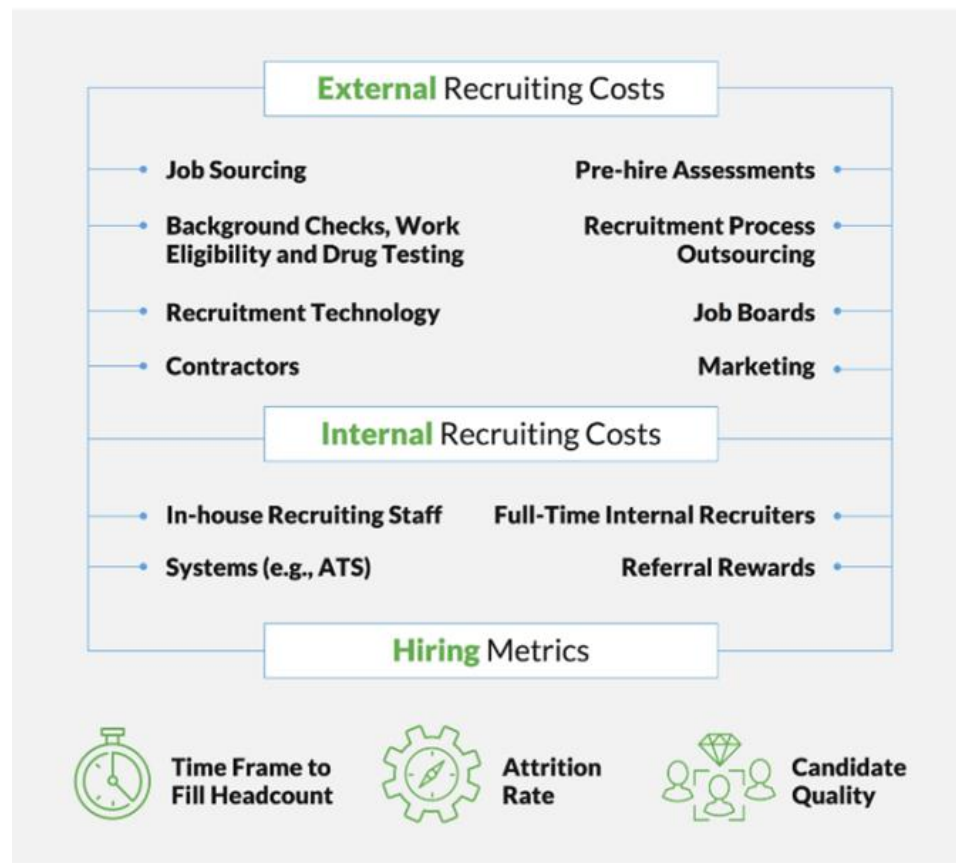 External Recruiting Costs
Job Sourcing
Pre-hire Assessments
Background Checks, Work
Eligibility and Drug Testing
Recruitment Process
Outsourcing
Recruitment Technology
Job Boards
Contractors
Marketing
Internal Recruiting Costs
In-house Recruiting Staff
Full-Time Internal Recruiters
Systems (e.g., ATS)
Referral Rewards
Hiring Metrics
Time Frame to
Fill Headcount
Attrition
Rate
Candidate
Quality